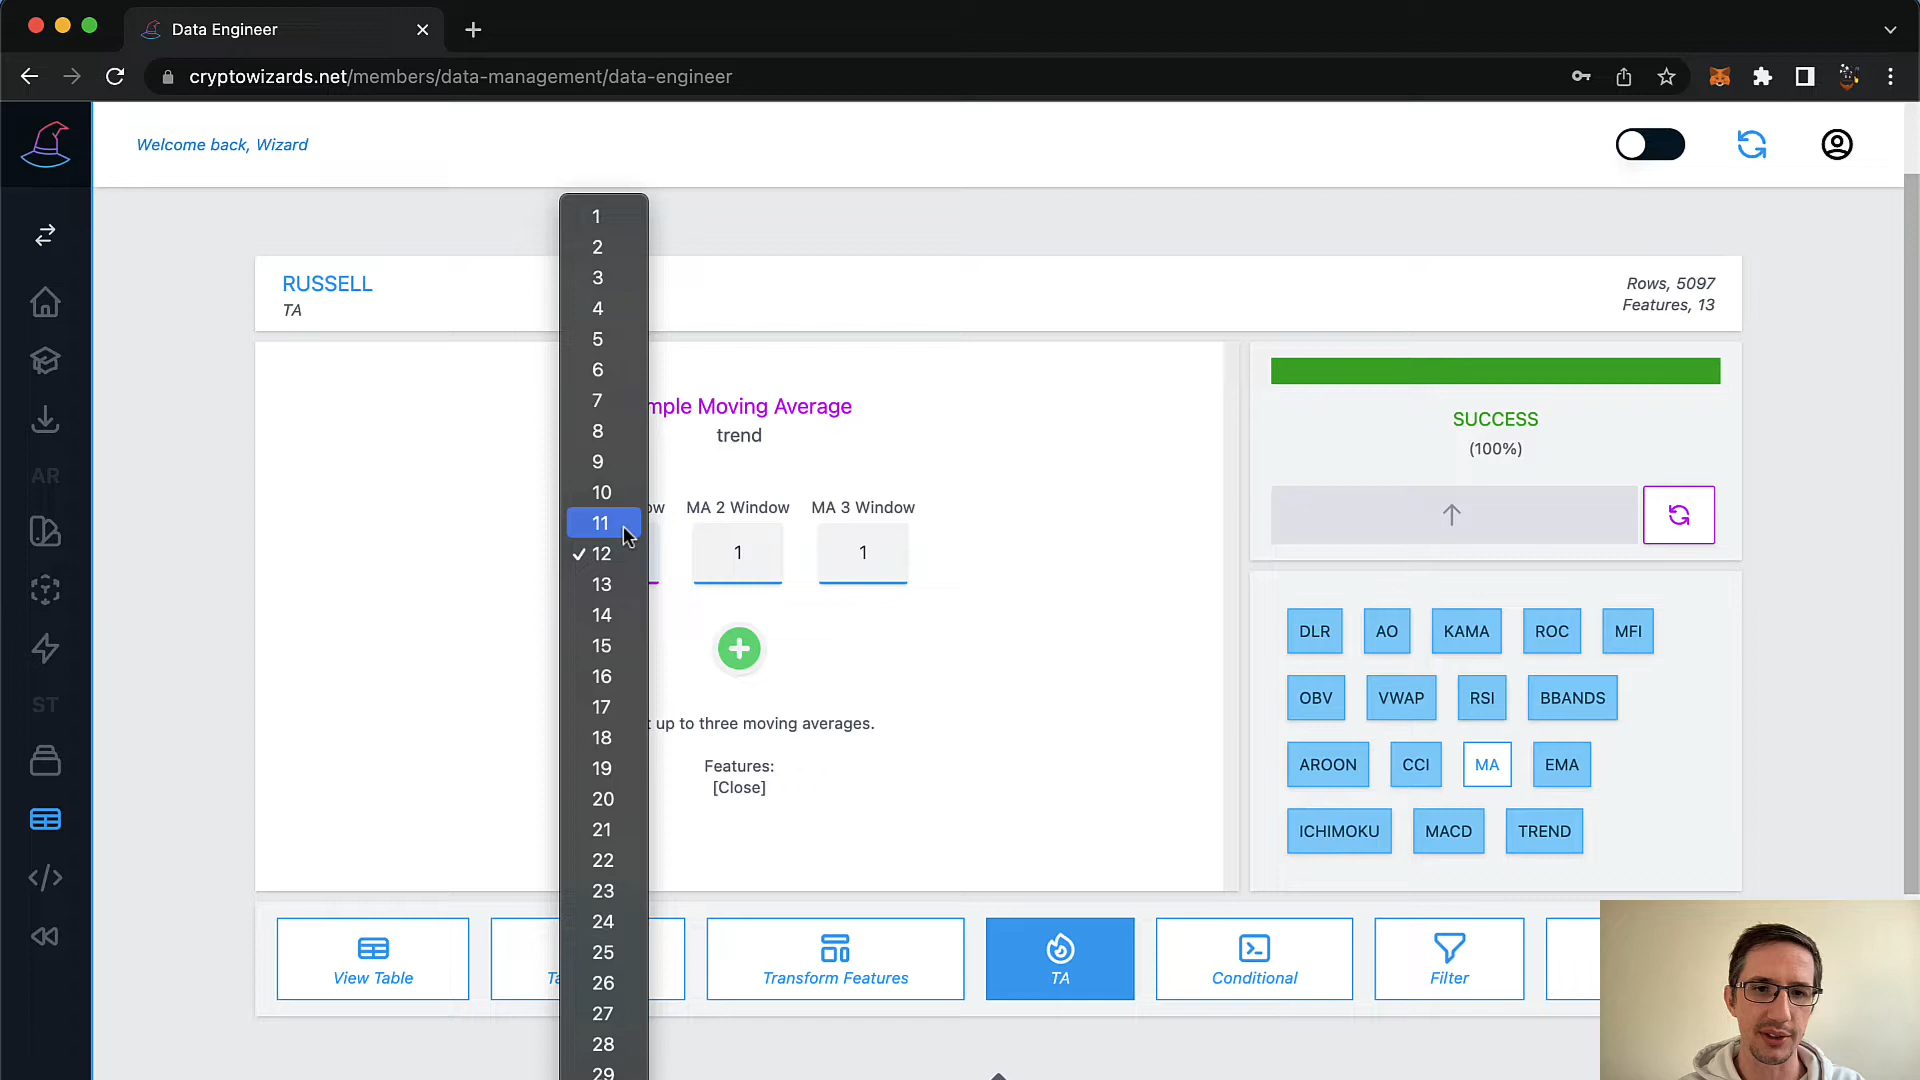 Data Engineer
cryptowizards.net/members/data-management/data-engineer
Welcome back, Wizard
RUSSELL
TA
Rows, 5097
Features, 13
1
2
3
4
5
6
7
8
9
10
11
✓ 12
13
14
15
16
17
18
19
20
21
22
23
24
25
26
27
28
29
mple Moving Average
trend
ow
MA 2 Window
MA 3 Window
1
1
t up to three moving averages.
Features:
[Close]
SUCCESS
(100%)
DLR
AO
KAMA
ROC
MFI
OBV
VWAP
RSI
BBANDS
AROON
CCI
MA
EMA
ICHIMOKU
MACD
TREND
AR
ST
View Table
Ta
Transform Features
TA
Conditional
Filter